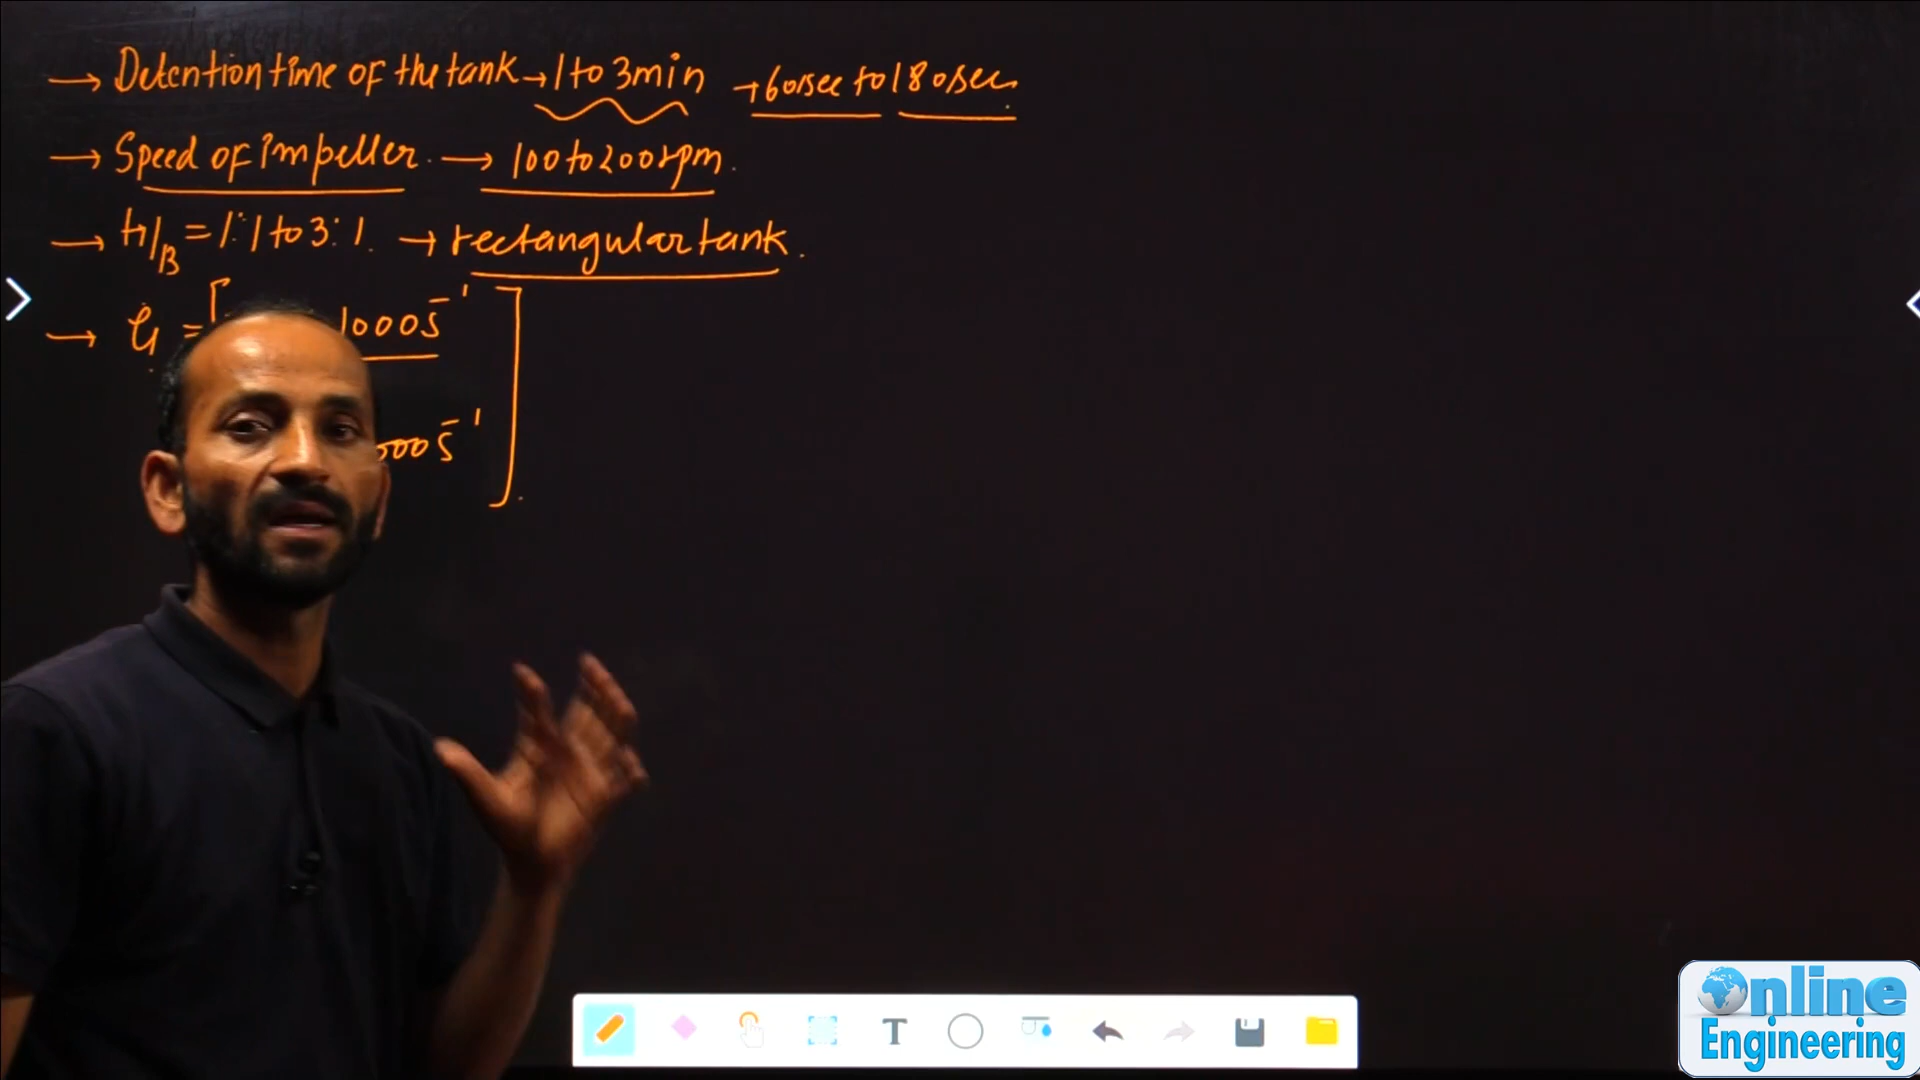 → Detention time of the tank → 1 to 3 min → 60 sec to 180 sec.
→ Speed of impeller. → 100 to 200 rpm.
→ H/B = 1:1 to 3:1. → rectangular tank.
→ G = [ 1000 S⁻¹
000 S⁻¹ ].
T
Online
Engineering